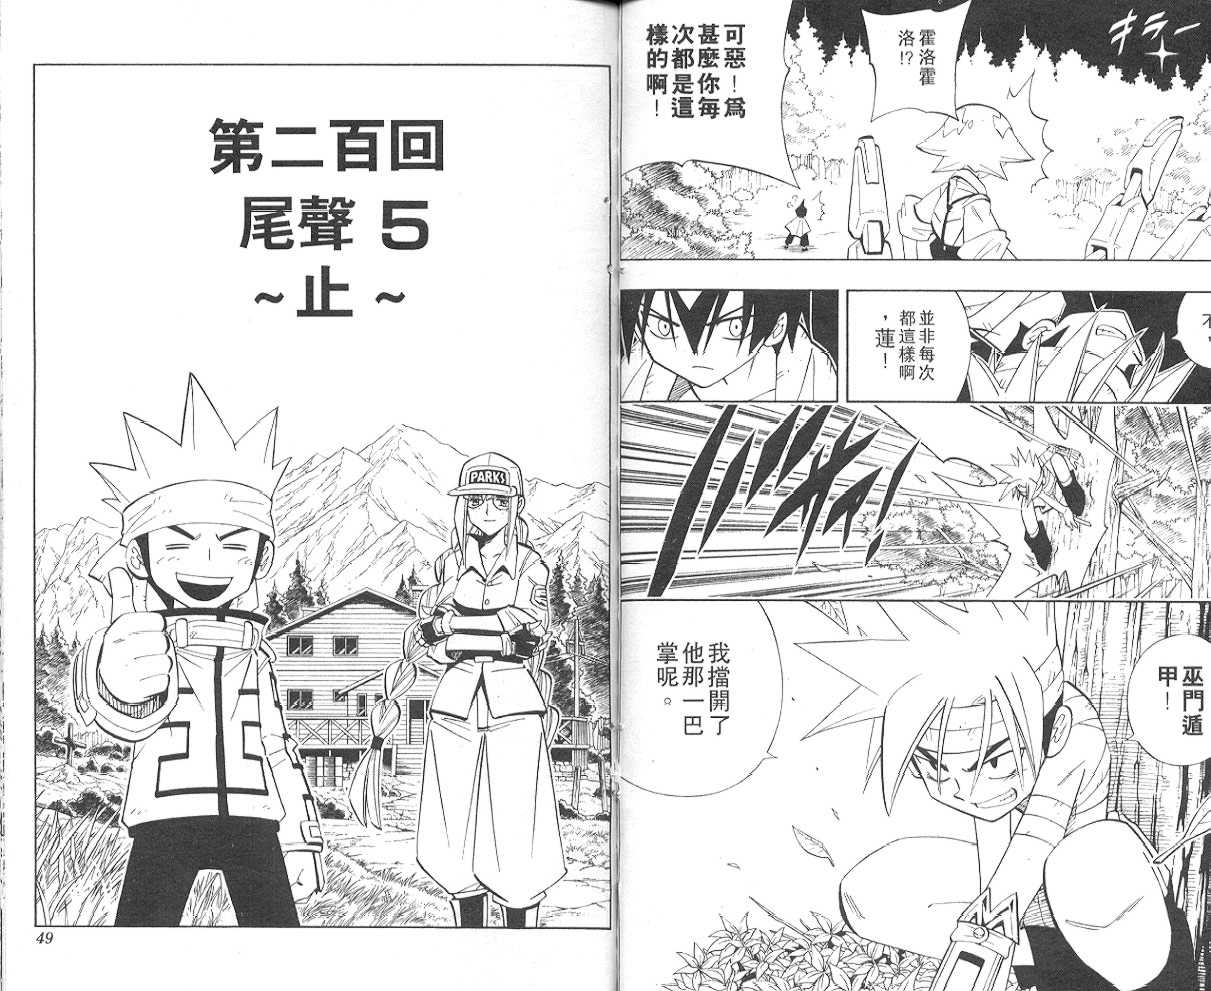 キラー
霍洛霍
洛!?
可惡！爲
甚麼你每
次都是這
樣的啊！
不，
並非每次
都這樣啊
，蓮！
巫門遁
甲！
我擋開了
他那一巴
掌呢。
第二百回
尾聲 5
~止~
PARKS
49